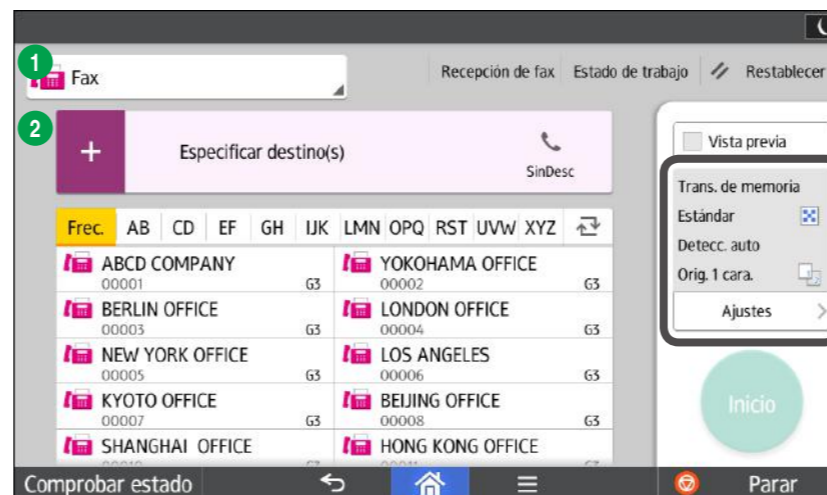 1
Fax
Recepción de fax Estado de trabajo Restablecer
2
+ Especificar destino(s)
SinDesc
Vista previa
Trans. de memoria
Estándar
Detecc. auto
Orig. 1 cara.
Ajustes
Inicio
Frec. AB CD EF GH IJK LMN OPQ RST UVW XYZ
ABCD COMPANY
00001 G3
YOKOHAMA OFFICE
00002 G3
BERLIN OFFICE
00003 G3
LONDON OFFICE
00004 G3
NEW YORK OFFICE
00005 G3
LOS ANGELES
00006 G3
KYOTO OFFICE
00007 G3
BEIJING OFFICE
00008 G3
SHANGHAI OFFICE
HONG KONG OFFICE
Comprobar estado
Parar